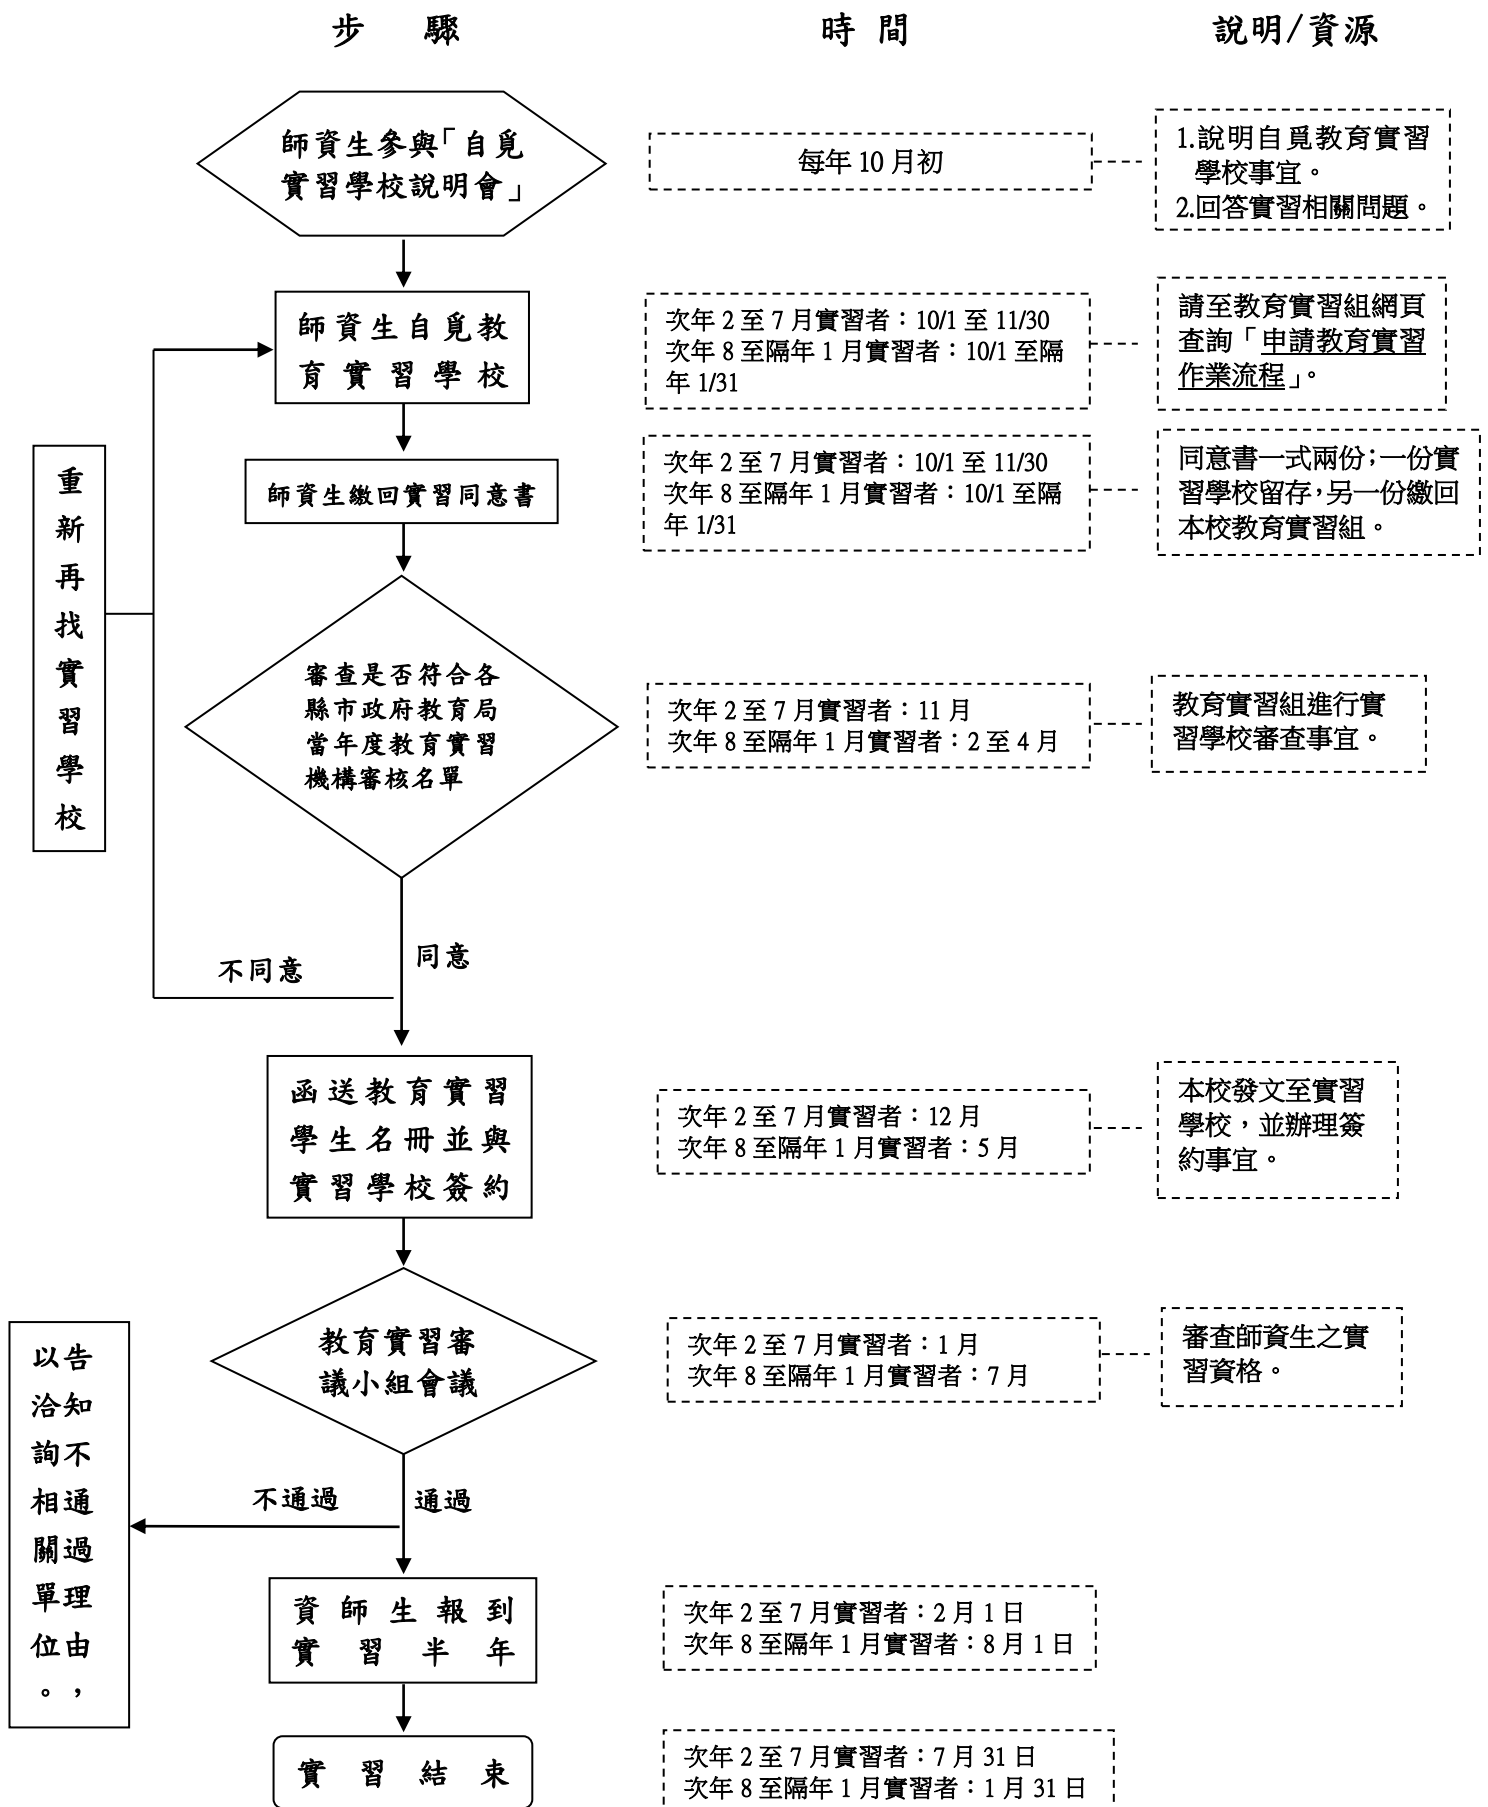 步 驟
時 間
說明/資源
師資生參與「自覓
實習學校說明會」
每年 10 月初
1.說明自覓教育實習
學校事宜。
2.回答實習相關問題。
師資生自覓教
育實習學校
次年 2 至 7 月實習者：10/1 至 11/30
次年 8 至隔年 1 月實習者：10/1 至隔
年 1/31
請至教育實習組網頁
查詢「申請教育實習
作業流程」。
重新再找實習學校
師資生繳回實習同意書
次年 2 至 7 月實習者：10/1 至 11/30
次年 8 至隔年 1 月實習者：10/1 至隔
年 1/31
同意書一式兩份；一份實
習學校留存，另一份繳回
本校教育實習組。
審查是否符合各
縣市政府教育局
當年度教育實習
機構審核名單
次年 2 至 7 月實習者：11 月
次年 8 至隔年 1 月實習者：2 至 4 月
教育實習組進行實
習學校審查事宜。
不同意
同意
函送教育實習
學生名冊並與
實習學校簽約
次年 2 至 7 月實習者：12 月
次年 8 至隔年 1 月實習者：5 月
本校發文至實習
學校，並辦理簽
約事宜。
教育實習審
議小組會議
次年 2 至 7 月實習者：1 月
次年 8 至隔年 1 月實習者：7 月
審查師資生之實
習資格。
告知不通過理由，
以洽詢相關單位。
不通過
通過
資師生報到
實習半年
次年 2 至 7 月實習者：2 月 1 日
次年 8 至隔年 1 月實習者：8 月 1 日
實習結束
次年 2 至 7 月實習者：7 月 31 日
次年 8 至隔年 1 月實習者：1 月 31 日